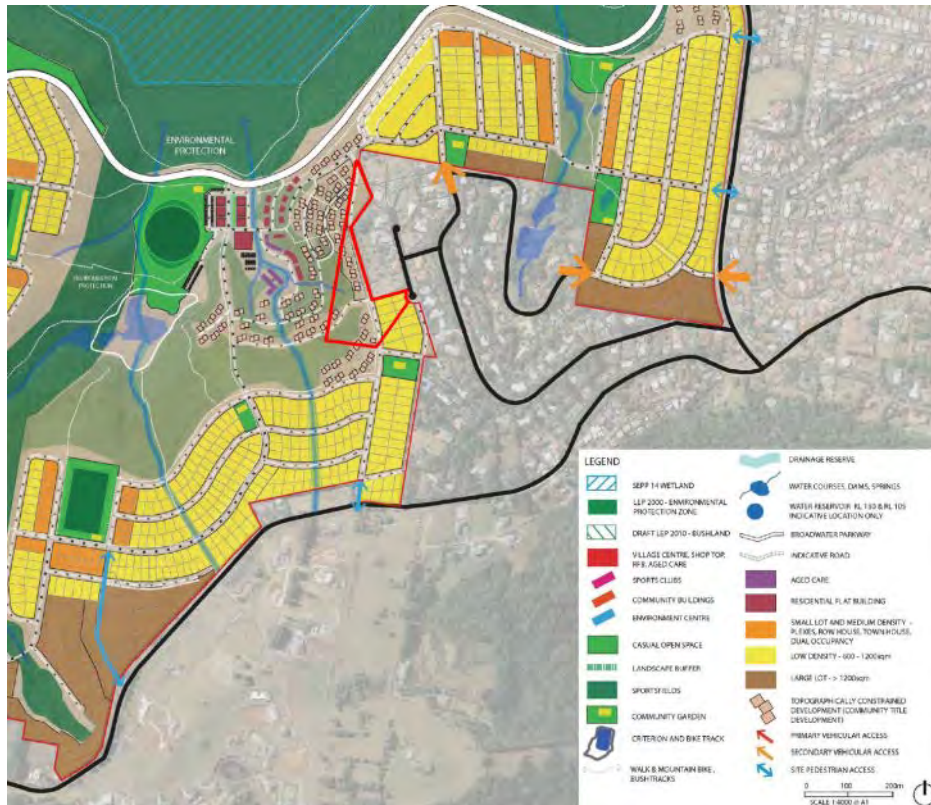 ENVIRONMENTAL
PROTECTION
ENVIRONMENTAL
PROTECTION
LEGEND
SEPP 14 WETLAND
LEP 2000 - ENVIRONMENTAL
PROTECTION ZONE
DRAFT LEP 2010 - BUSHLAND
VILLAGE CENTRE, SHOP TOP,
RFB, AGED CARE
SPORTS CLUBS
COMMUNITY BUILDINGS
ENVIRONMENT CENTRE
CASUAL OPEN SPACE
LANDSCAPE BUFFER
SPORTSFIELDS
COMMUNITY GARDEN
CRITERION AND BIKE TRACK
WALK & MOUNTAIN BIKE,
BUSHTRACKS
DRAINAGE RESERVE
WATER COURSES, DAMS, SPRINGS
WATER RESERVOIR RL 130 & RL 105
INDICATIVE LOCATION ONLY
BROADWATER PARKWAY
INDICATIVE ROAD
AGED CARE
RESIDENTIAL FLAT BUILDING
SMALL LOT AND MEDIUM DENSITY -
PLEXES, ROW HOUSE, TOWN HOUSE,
DUAL OCCUPANCY
LOW DENSITY - 600 - 1200sqm
LARGE LOT - > 1200sqm
TOPOGRAPHICALLY CONSTRAINED
DEVELOPMENT (COMMUNITY TITLE
DEVELOPMENT)
PRIMARY VEHICULAR ACCESS
SECONDARY VEHICULAR ACCESS
SITE PEDESTRIAN ACCESS
0 100 200m
SCALE 1:4000 @ A1